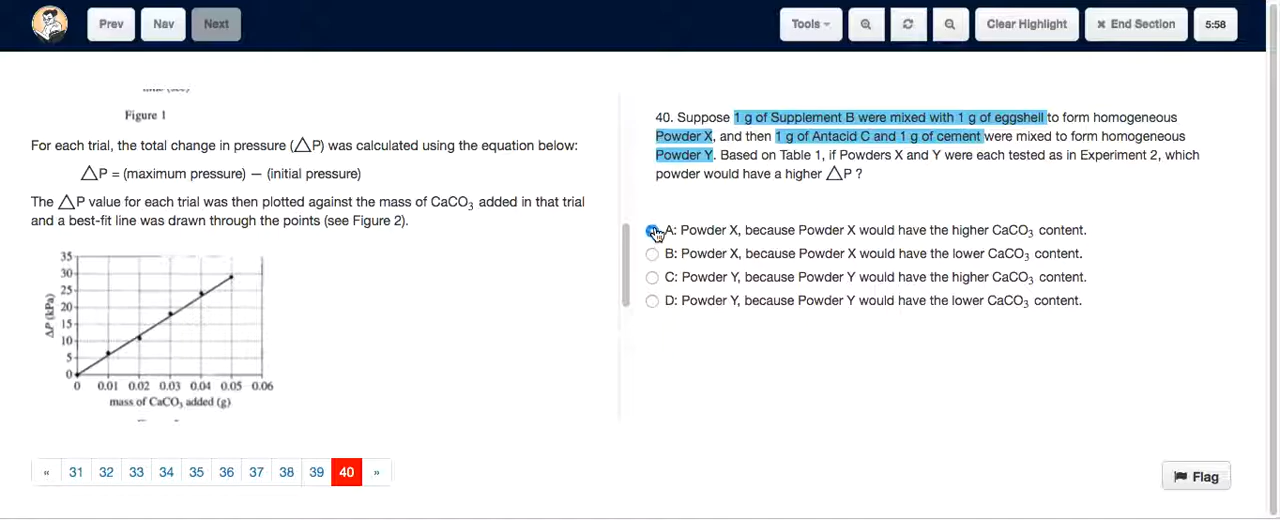 Prev Nav Next Tools Clear Highlight × End Section 5:58
Figure 1
For each trial, the total change in pressure (△P) was calculated using the equation below:
△P = (maximum pressure) — (initial pressure)
The △P value for each trial was then plotted against the mass of CaCO₃ added in that trial
and a best-fit line was drawn through the points (see Figure 2).
35
30
25
20
15
10
5
0
ΔP (kPa)
0 0.01 0.02 0.03 0.04 0.05 0.06
mass of CaCO₃ added (g)
40. Suppose 1 g of Supplement B were mixed with 1 g of eggshell to form homogeneous
Powder X, and then 1 g of Antacid C and 1 g of cement were mixed to form homogeneous
Powder Y. Based on Table 1, if Powders X and Y were each tested as in Experiment 2, which
powder would have a higher △P ?
A: Powder X, because Powder X would have the higher CaCO₃ content.
B: Powder X, because Powder X would have the lower CaCO₃ content.
C: Powder Y, because Powder Y would have the higher CaCO₃ content.
D: Powder Y, because Powder Y would have the lower CaCO₃ content.
« 31 32 33 34 35 36 37 38 39 40 »
Flag